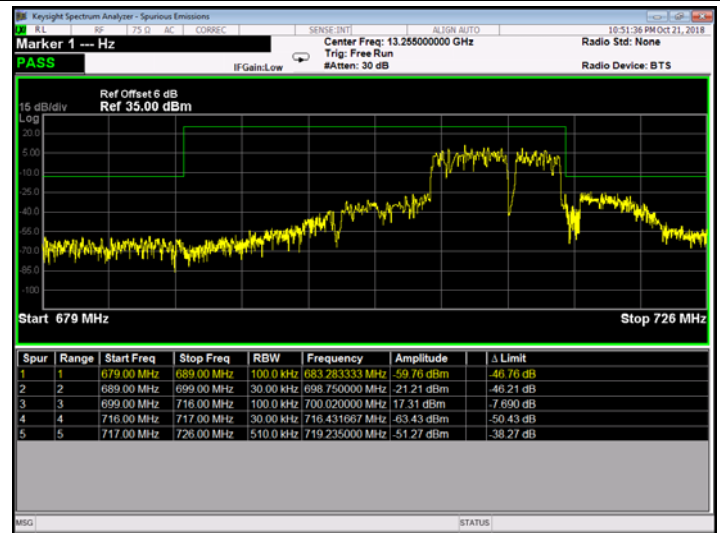 Keysight Spectrum Analyzer - Spurious Emissions
RL RF 75 Ω AC CORREC SENSE:INT ALIGN AUTO 10:51:36 PM Oct 21, 2018
Marker 1 --- Hz
Center Freq: 13.255000000 GHz
Radio Std: None
Trig: Free Run
PASS
IFGain:Low
#Atten: 30 dB
Radio Device: BTS
Ref Offset 6 dB
15 dB/div Ref 35.00 dBm
Log
20.0
5.00
-10.0
-25.0
-40.0
-55.0
-70.0
-85.0
-100
Start 679 MHz Stop 726 MHz
Spur Range Start Freq Stop Freq RBW Frequency Amplitude Δ Limit
1 1 679.00 MHz 689.00 MHz 100.0 kHz 683.283333 MHz -59.76 dBm -46.76 dB
2 2 689.00 MHz 699.00 MHz 30.00 kHz 698.750000 MHz -21.21 dBm -46.21 dB
3 3 699.00 MHz 716.00 MHz 100.0 kHz 700.020000 MHz 17.31 dBm -7.690 dB
4 4 716.00 MHz 717.00 MHz 30.00 kHz 716.431667 MHz -63.43 dBm -50.43 dB
5 5 717.00 MHz 726.00 MHz 510.0 kHz 719.235000 MHz -51.27 dBm -38.27 dB
MSG STATUS